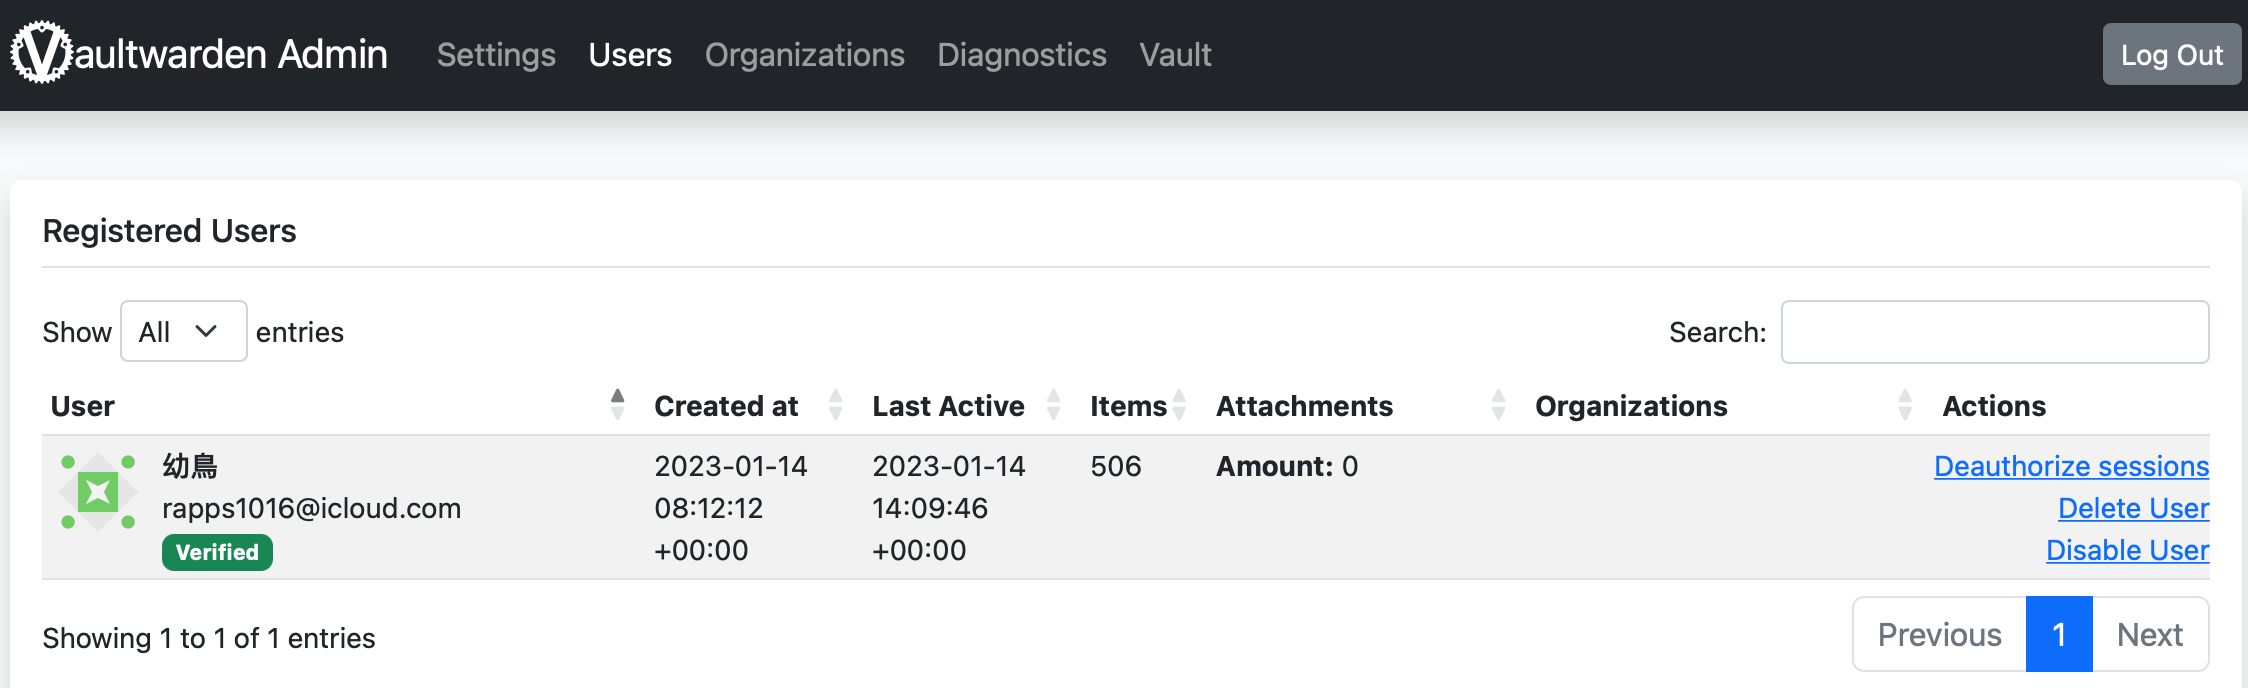 Vaultwarden Admin Settings Users Organizations Diagnostics Vault Log Out
Registered Users
Show All entries Search:
User Created at Last Active Items Attachments Organizations Actions
幼鳥 2023-01-14 2023-01-14 506 Amount: 0 Deauthorize sessions
rapps1016@icloud.com 08:12:12 14:09:46 Delete User
Verified +00:00 +00:00 Disable User
Showing 1 to 1 of 1 entries Previous 1 Next